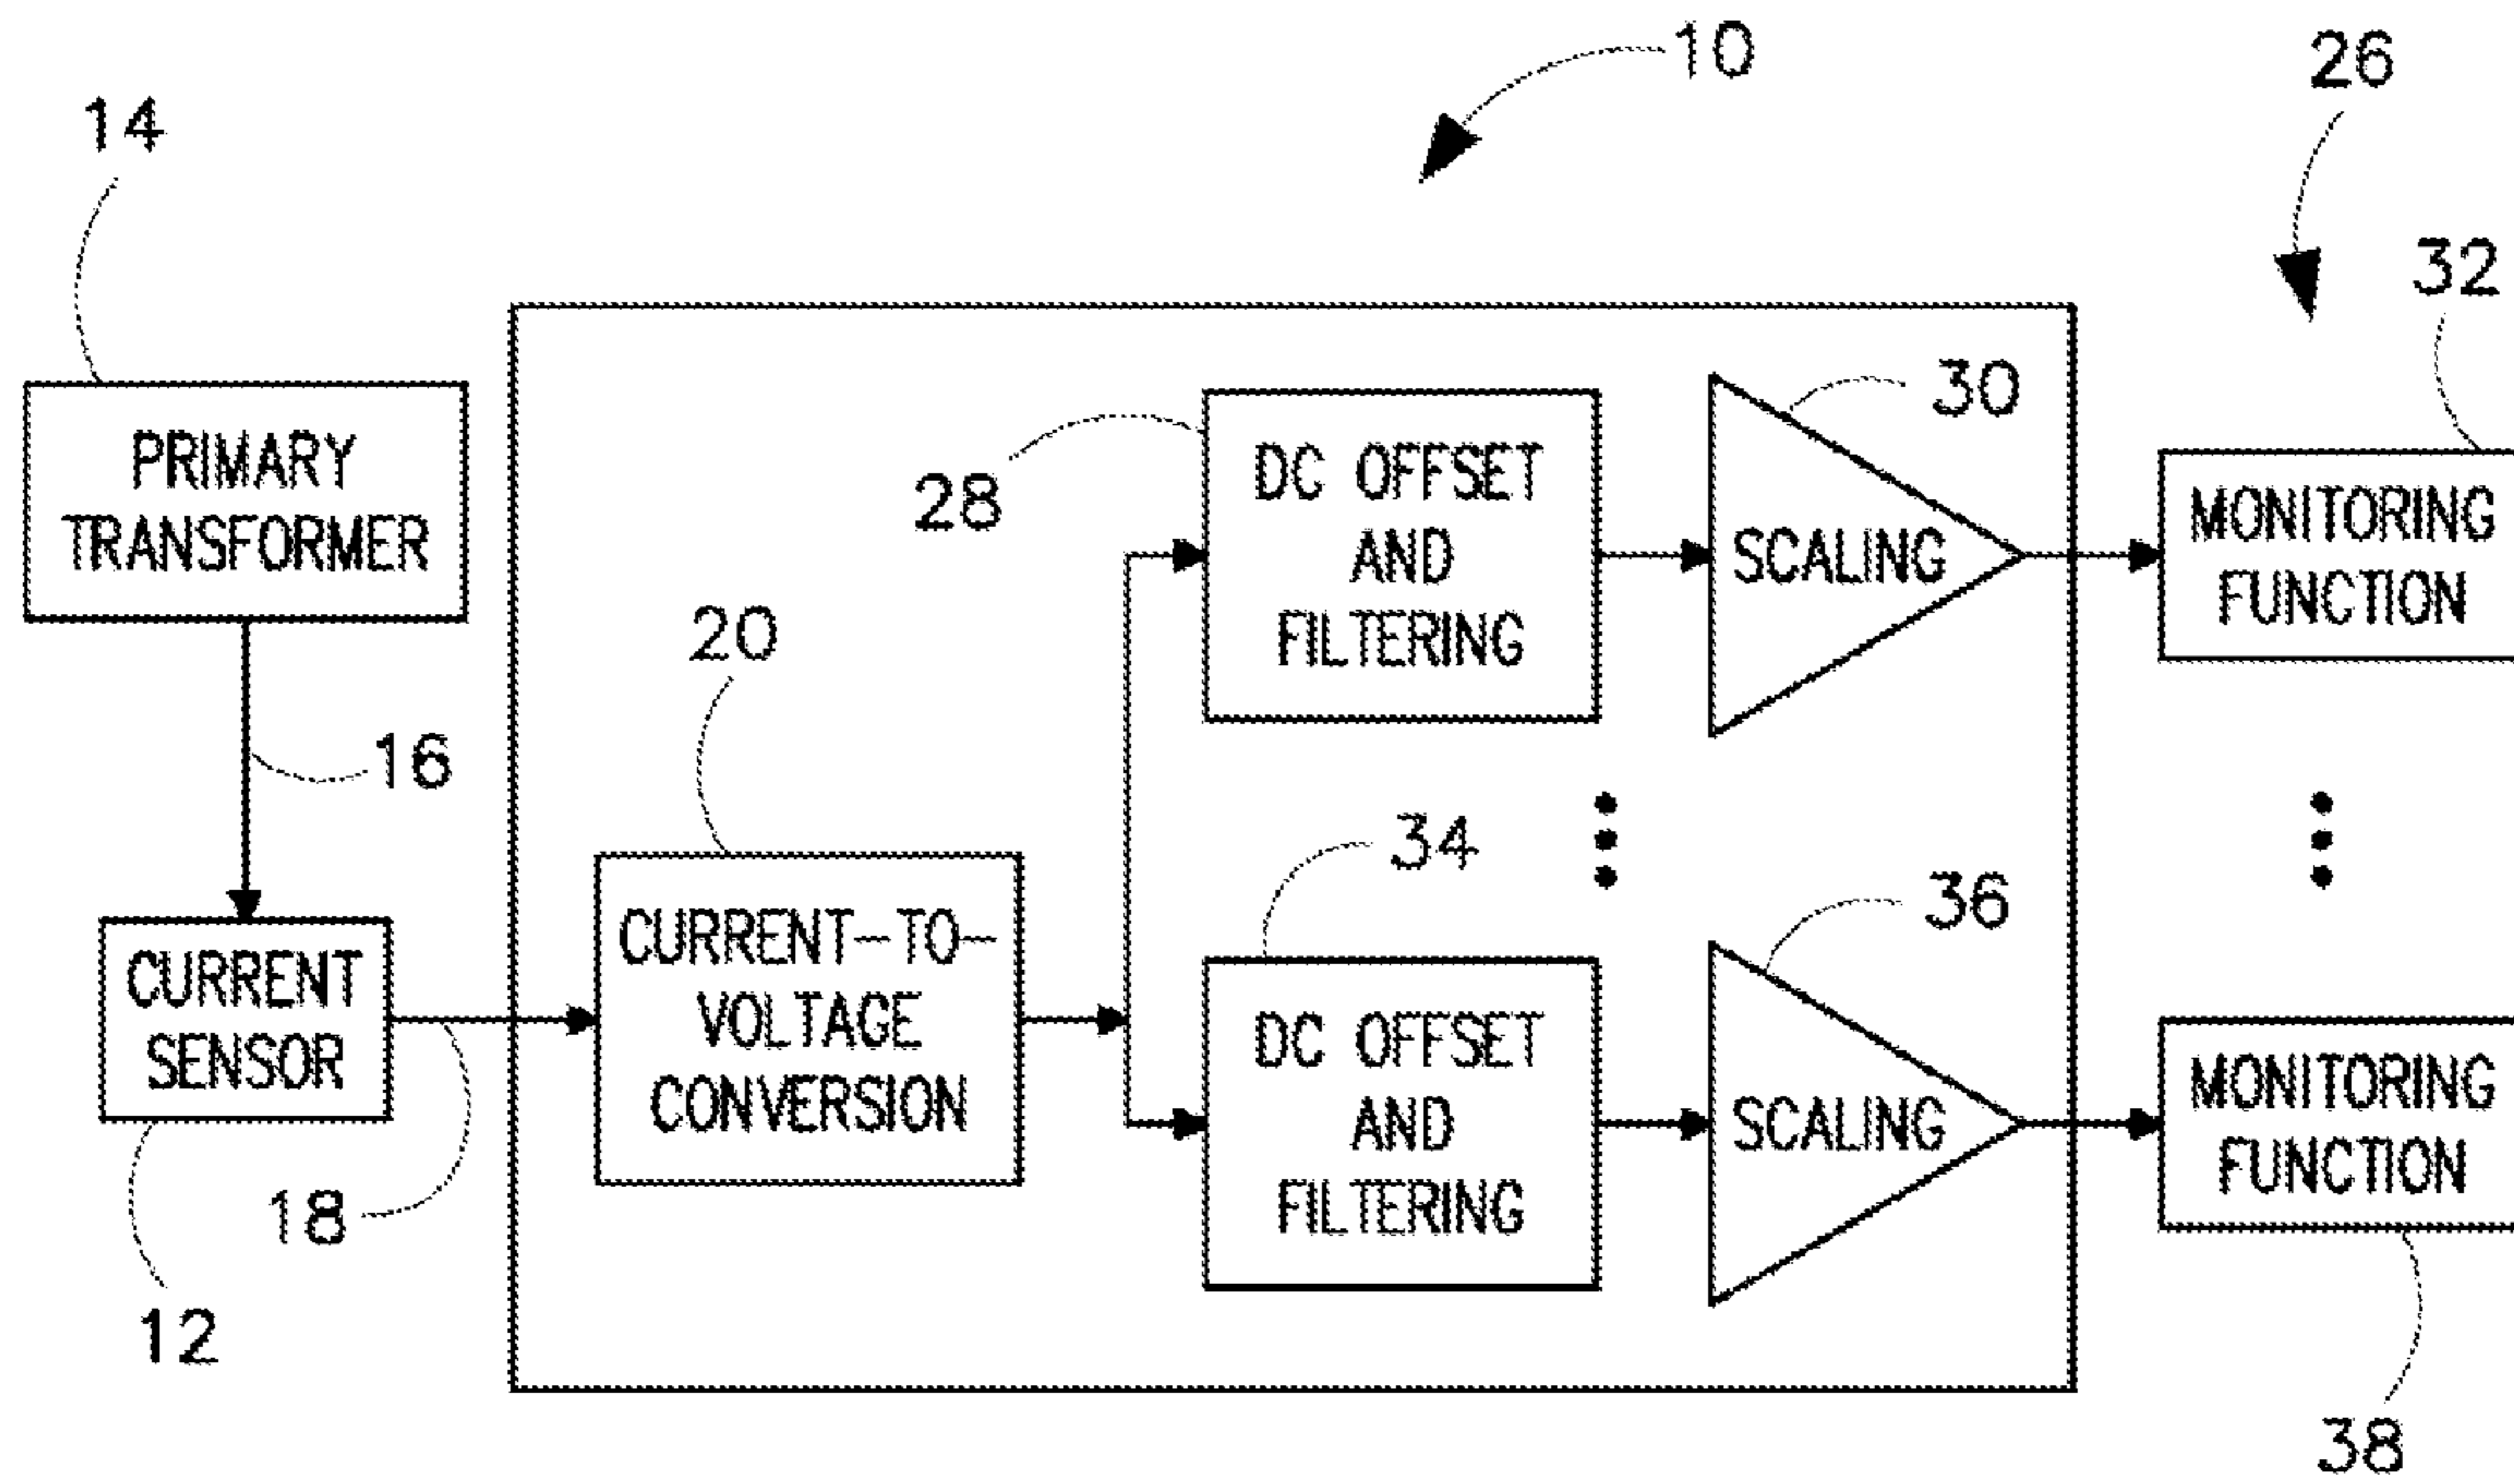 10
26
14
32
30
PRIMARY
TRANSFORMER
28
DC OFFSET
AND
FILTERING
SCALING
MONITORING
FUNCTION
20
16
34
36
CURRENT
SENSOR
CURRENT-TO-
VOLTAGE
CONVERSION
DC OFFSET
AND
FILTERING
SCALING
MONITORING
FUNCTION
18
12
38